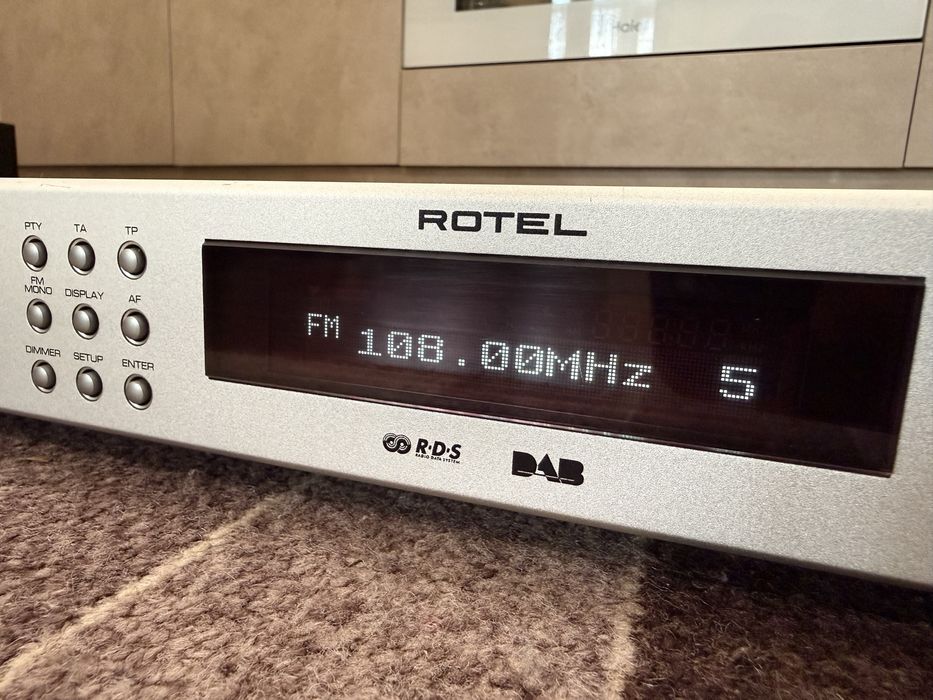 ROTEL
PTY TA TP
FM
MONO DISPLAY AF
DIMMER SETUP ENTER
FM 108.00MHz 5
R·D·S
RADIO DATA SYSTEM
DAB